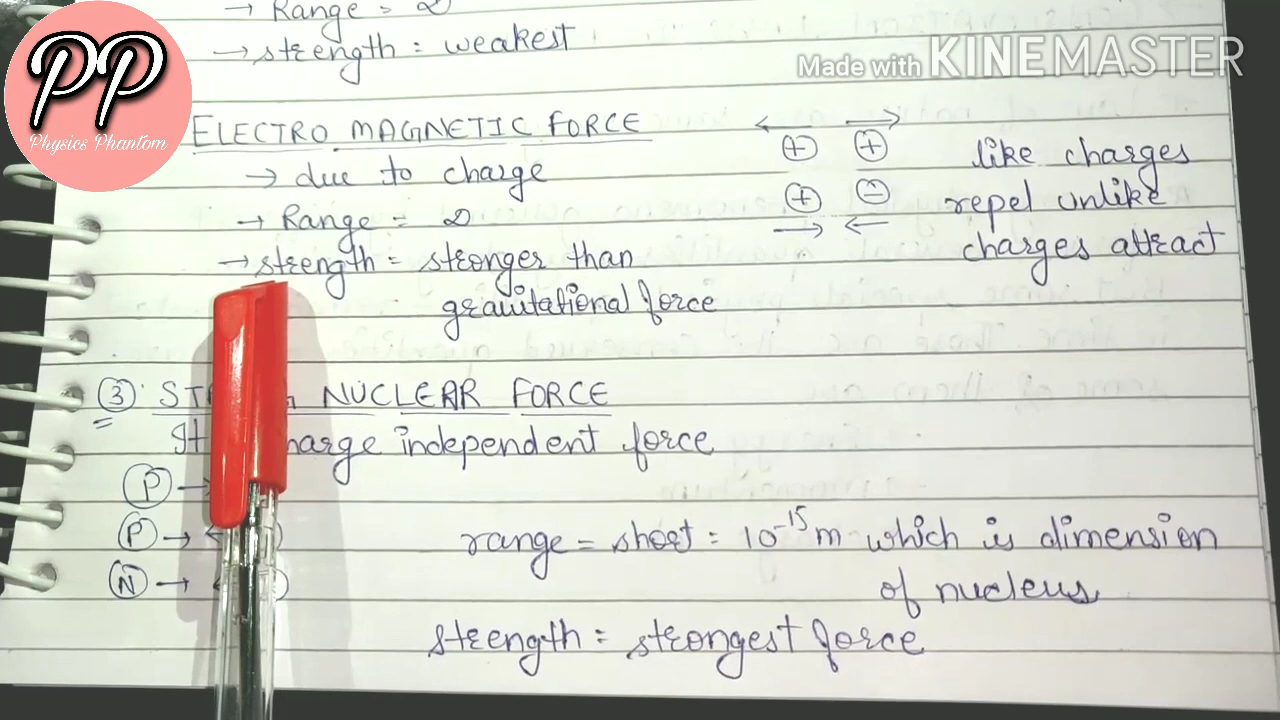 → Range = ∞
→ strength = weakest
Made with KINEMASTER
PP
Physics Phantom
ELECTRO MAGNETIC FORCE
→ due to charge
→ Range = ∞
→ strength = stronger than
gravitational force
← →
⊕ ⊕
⊕ ⊖
→ ←
like charges
repel unlike
charges attract
③ NUCLEAR FORCE
independent force
Ⓟ →
Ⓟ → ←
Ⓝ → ←
range = short = 10⁻¹⁵m which is dimension
of nucleus
strength = strongest force